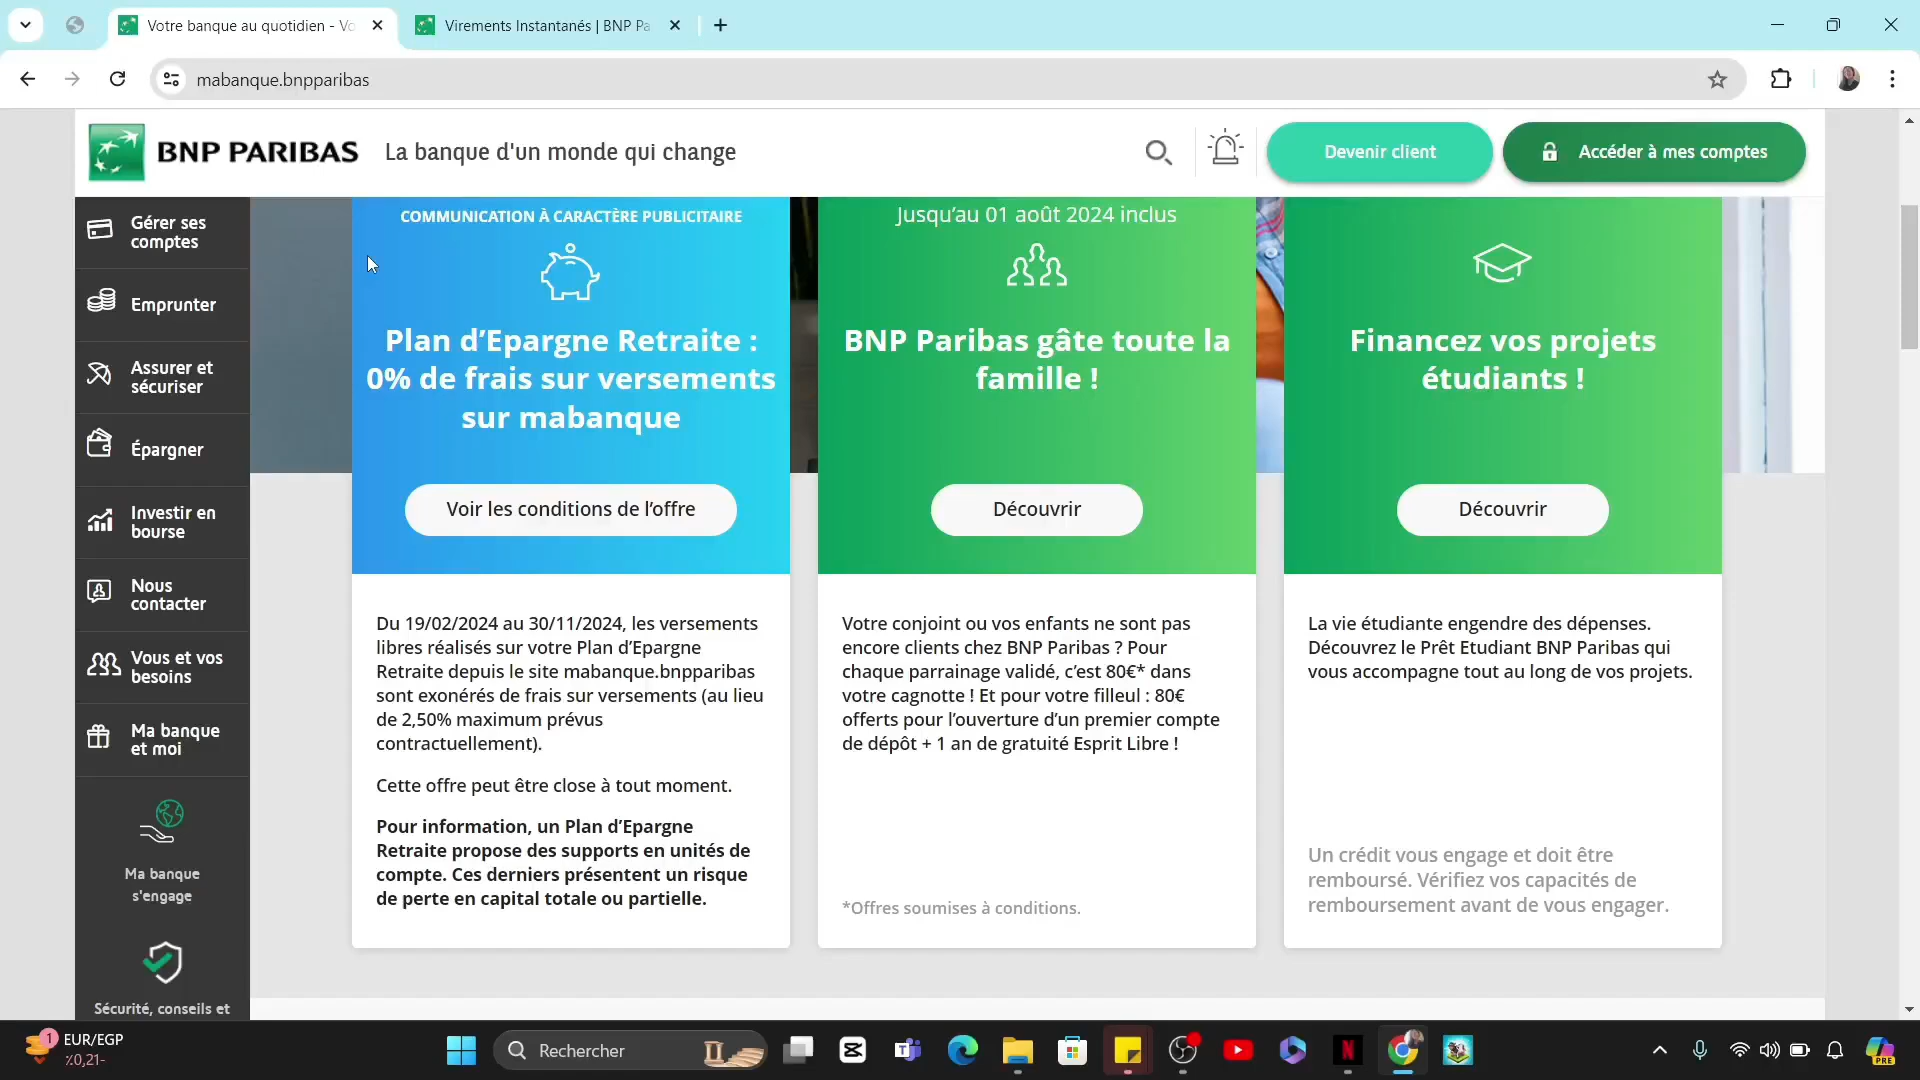 Votre banque au quotidien - Vo
Virements Instantanés | BNP Pa
mabanque.bnpparibas
BNP PARIBAS
La banque d'un monde qui change
Devenir client
Accéder à mes comptes
Gérer ses
comptes
Emprunter
Assurer et
sécuriser
Épargner
Investir en
bourse
Nous
contacter
Vous et vos
besoins
Ma banque
et moi
Ma banque
s'engage
Sécurité, conseils et
COMMUNICATION À CARACTÈRE PUBLICITAIRE
Plan d’Epargne Retraite :
0% de frais sur versements
sur mabanque
Voir les conditions de l’offre
Du 19/02/2024 au 30/11/2024, les versements
libres réalisés sur votre Plan d’Epargne
Retraite depuis le site mabanque.bnpparibas
sont exonérés de frais sur versements (au lieu
de 2,50% maximum prévus
contractuellement).
Cette offre peut être close à tout moment.
Pour information, un Plan d’Epargne
Retraite propose des supports en unités de
compte. Ces derniers présentent un risque
de perte en capital totale ou partielle.
Jusqu’au 01 août 2024 inclus
BNP Paribas gâte toute la
famille !
Découvrir
Votre conjoint ou vos enfants ne sont pas
encore clients chez BNP Paribas ? Pour
chaque parrainage validé, c’est 80€* dans
votre cagnotte ! Et pour votre filleul : 80€
offerts pour l’ouverture d’un premier compte
de dépôt + 1 an de gratuité Esprit Libre !
*Offres soumises à conditions.
Financez vos projets
étudiants !
Découvrir
La vie étudiante engendre des dépenses.
Découvrez le Prêt Etudiant BNP Paribas qui
vous accompagne tout au long de vos projets.
Un crédit vous engage et doit être
remboursé. Vérifiez vos capacités de
remboursement avant de vous engager.
1
EUR/EGP
٪0,21-
Rechercher
PRE